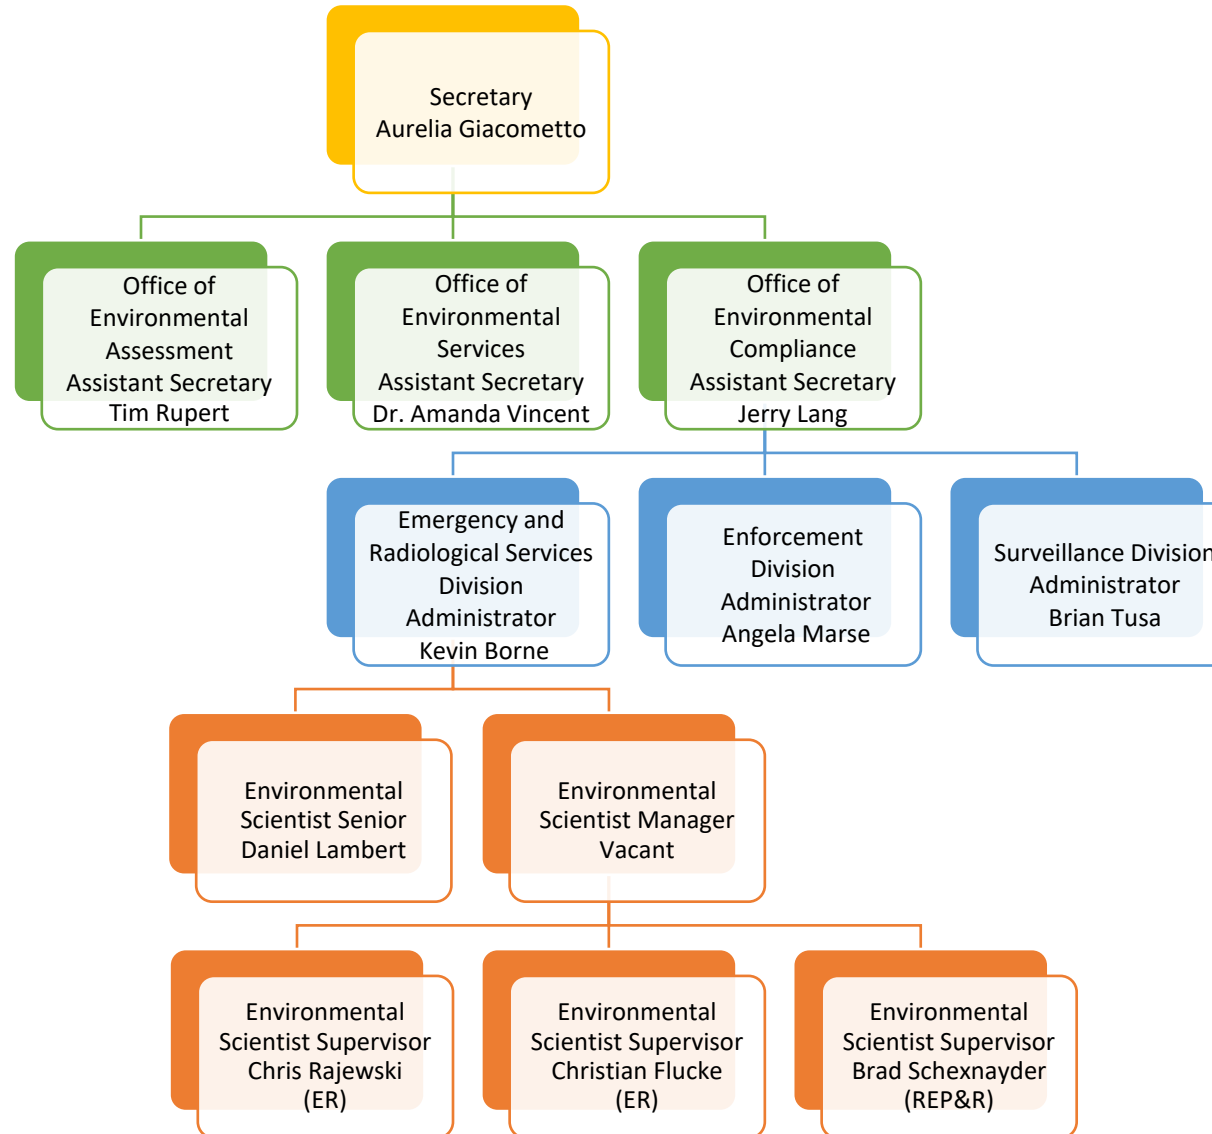 Secretary
Aurelia Giacometto
Office of
Environmental
Assessment
Assistant Secretary
Tim Rupert
Office of
Environmental
Services
Assistant Secretary
Dr. Amanda Vincent
Office of
Environmental
Compliance
Assistant Secretary
Jerry Lang
Emergency and
Radiological Services
Division
Administrator
Kevin Borne
Enforcement
Division
Administrator
Angela Marse
Surveillance Division
Administrator
Brian Tusa
Environmental
Scientist Senior
Daniel Lambert
Environmental
Scientist Manager
Vacant
Environmental
Scientist Supervisor
Chris Rajewski
(ER)
Environmental
Scientist Supervisor
Christian Flucke
(ER)
Environmental
Scientist Supervisor
Brad Schexnayder
(REP&R)